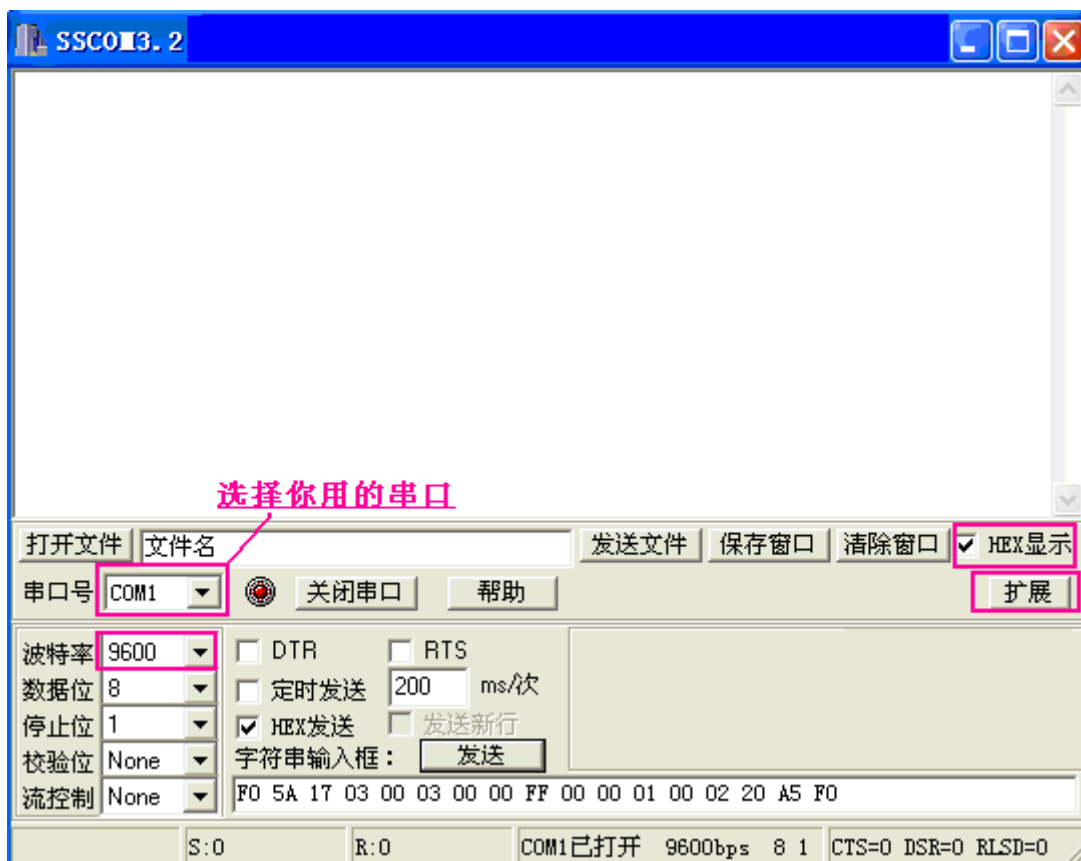 SSCOM3.2
选择你用的串口
打开文件 文件名 发送文件 保存窗口 清除窗口 HEX显示
串口号 COM1 关闭串口 帮助 扩展
波特率 9600 DTR RTS
数据位 8 定时发送 200 ms/次
停止位 1 HEX发送 发送新行
校验位 None 字符串输入框： 发送
流控制 None F0 5A 17 03 00 03 00 00 FF 00 00 01 00 02 20 A5 F0
S:0 R:0 COM1已打开 9600bps 8 1 CTS=0 DSR=0 RLSD=0